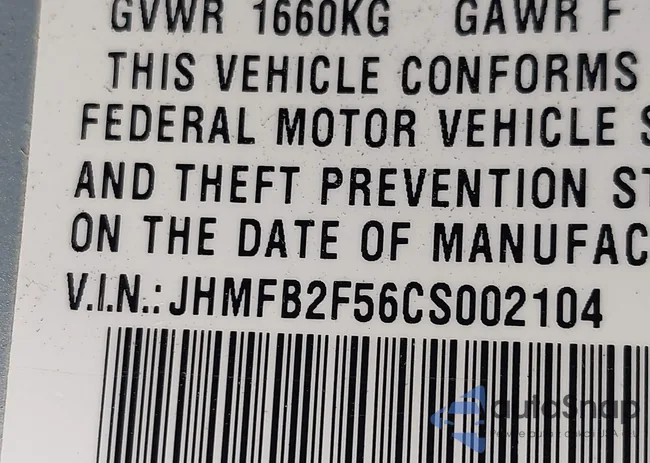 GVWR 1660KG GAWR F
THIS VEHICLE CONFORMS
FEDERAL MOTOR VEHICLE S
AND THEFT PREVENTION ST
ON THE DATE OF MANUFAC
V.I.N.: JHMFB2F56CS002104
autoSnap